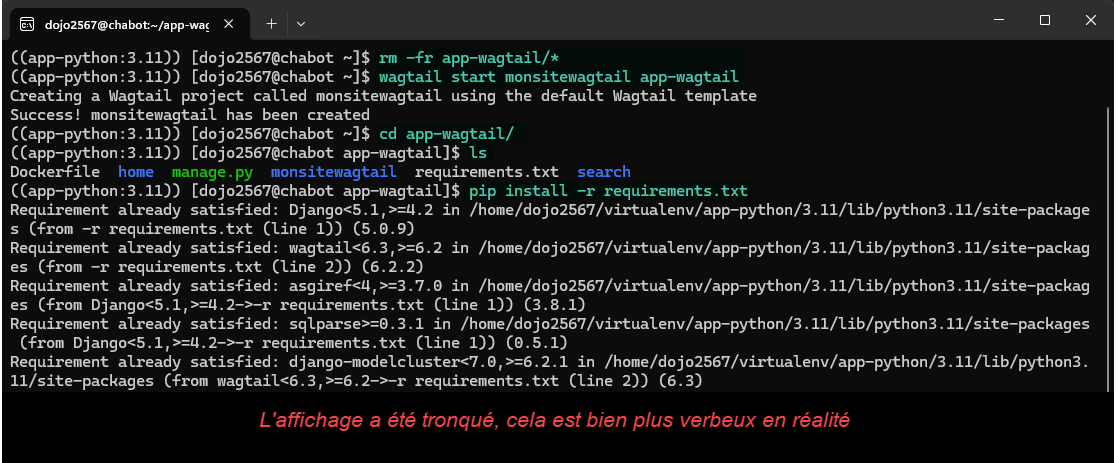 dojo2567@chabot:~/app-wag
((app-python:3.11)) [dojo2567@chabot ~]$ rm -fr app-wagtail/*
((app-python:3.11)) [dojo2567@chabot ~]$ wagtail start monsitewagtail app-wagtail
Creating a Wagtail project called monsitewagtail using the default Wagtail template
Success! monsitewagtail has been created
((app-python:3.11)) [dojo2567@chabot ~]$ cd app-wagtail/
((app-python:3.11)) [dojo2567@chabot app-wagtail]$ ls
Dockerfile  home  manage.py  monsitewagtail  requirements.txt  search
((app-python:3.11)) [dojo2567@chabot app-wagtail]$ pip install -r requirements.txt
Requirement already satisfied: Django<5.1,>=4.2 in /home/dojo2567/virtualenv/app-python/3.11/lib/python3.11/site-package
s (from -r requirements.txt (line 1)) (5.0.9)
Requirement already satisfied: wagtail<6.3,>=6.2 in /home/dojo2567/virtualenv/app-python/3.11/lib/python3.11/site-packag
es (from -r requirements.txt (line 2)) (6.2.2)
Requirement already satisfied: asgiref<4,>=3.7.0 in /home/dojo2567/virtualenv/app-python/3.11/lib/python3.11/site-packag
es (from Django<5.1,>=4.2->-r requirements.txt (line 1)) (3.8.1)
Requirement already satisfied: sqlparse>=0.3.1 in /home/dojo2567/virtualenv/app-python/3.11/lib/python3.11/site-packages
 (from Django<5.1,>=4.2->-r requirements.txt (line 1)) (0.5.1)
Requirement already satisfied: django-modelcluster<7.0,>=6.2.1 in /home/dojo2567/virtualenv/app-python/3.11/lib/python3.
11/site-packages (from wagtail<6.3,>=6.2->-r requirements.txt (line 2)) (6.3)
L'affichage a été tronqué, cela est bien plus verbeux en réalité